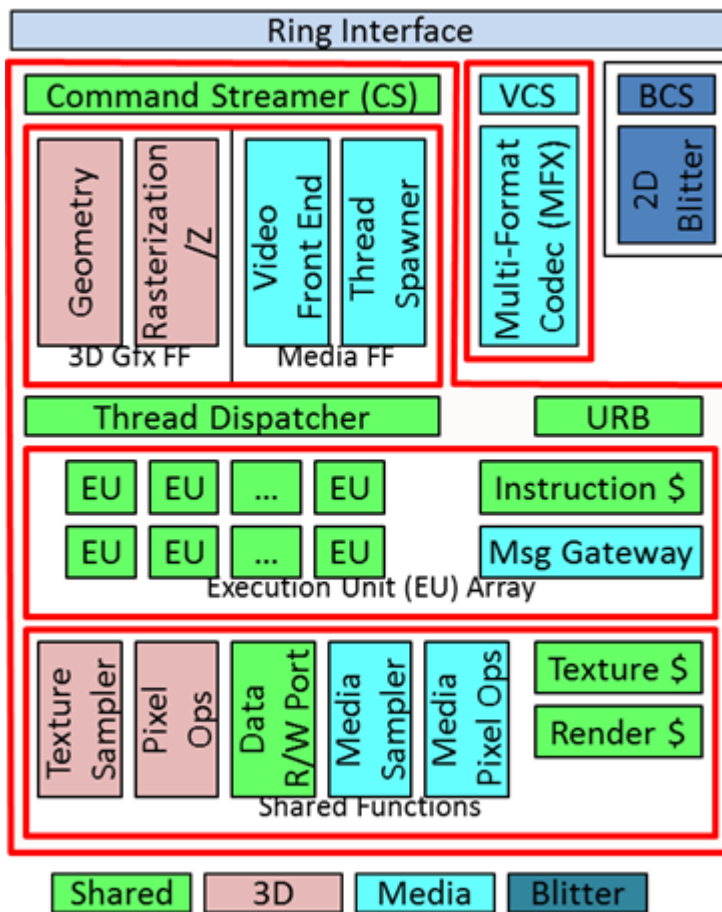 Ring Interface
Command Streamer (CS)
VCS
BCS
Geometry
Rasterization
/Z
Video
Front End
Thread
Spawner
Multi-Format
Codec (MFX)
2D
Blitter
3D Gfx FF
Media FF
Thread Dispatcher
URB
EU
EU
...
EU
Instruction $
EU
EU
...
EU
Msg Gateway
Execution Unit (EU) Array
Texture
Sampler
Pixel
Ops
Data
R/W Port
Media
Sampler
Media
Pixel Ops
Texture $
Render $
Shared Functions
Shared
3D
Media
Blitter